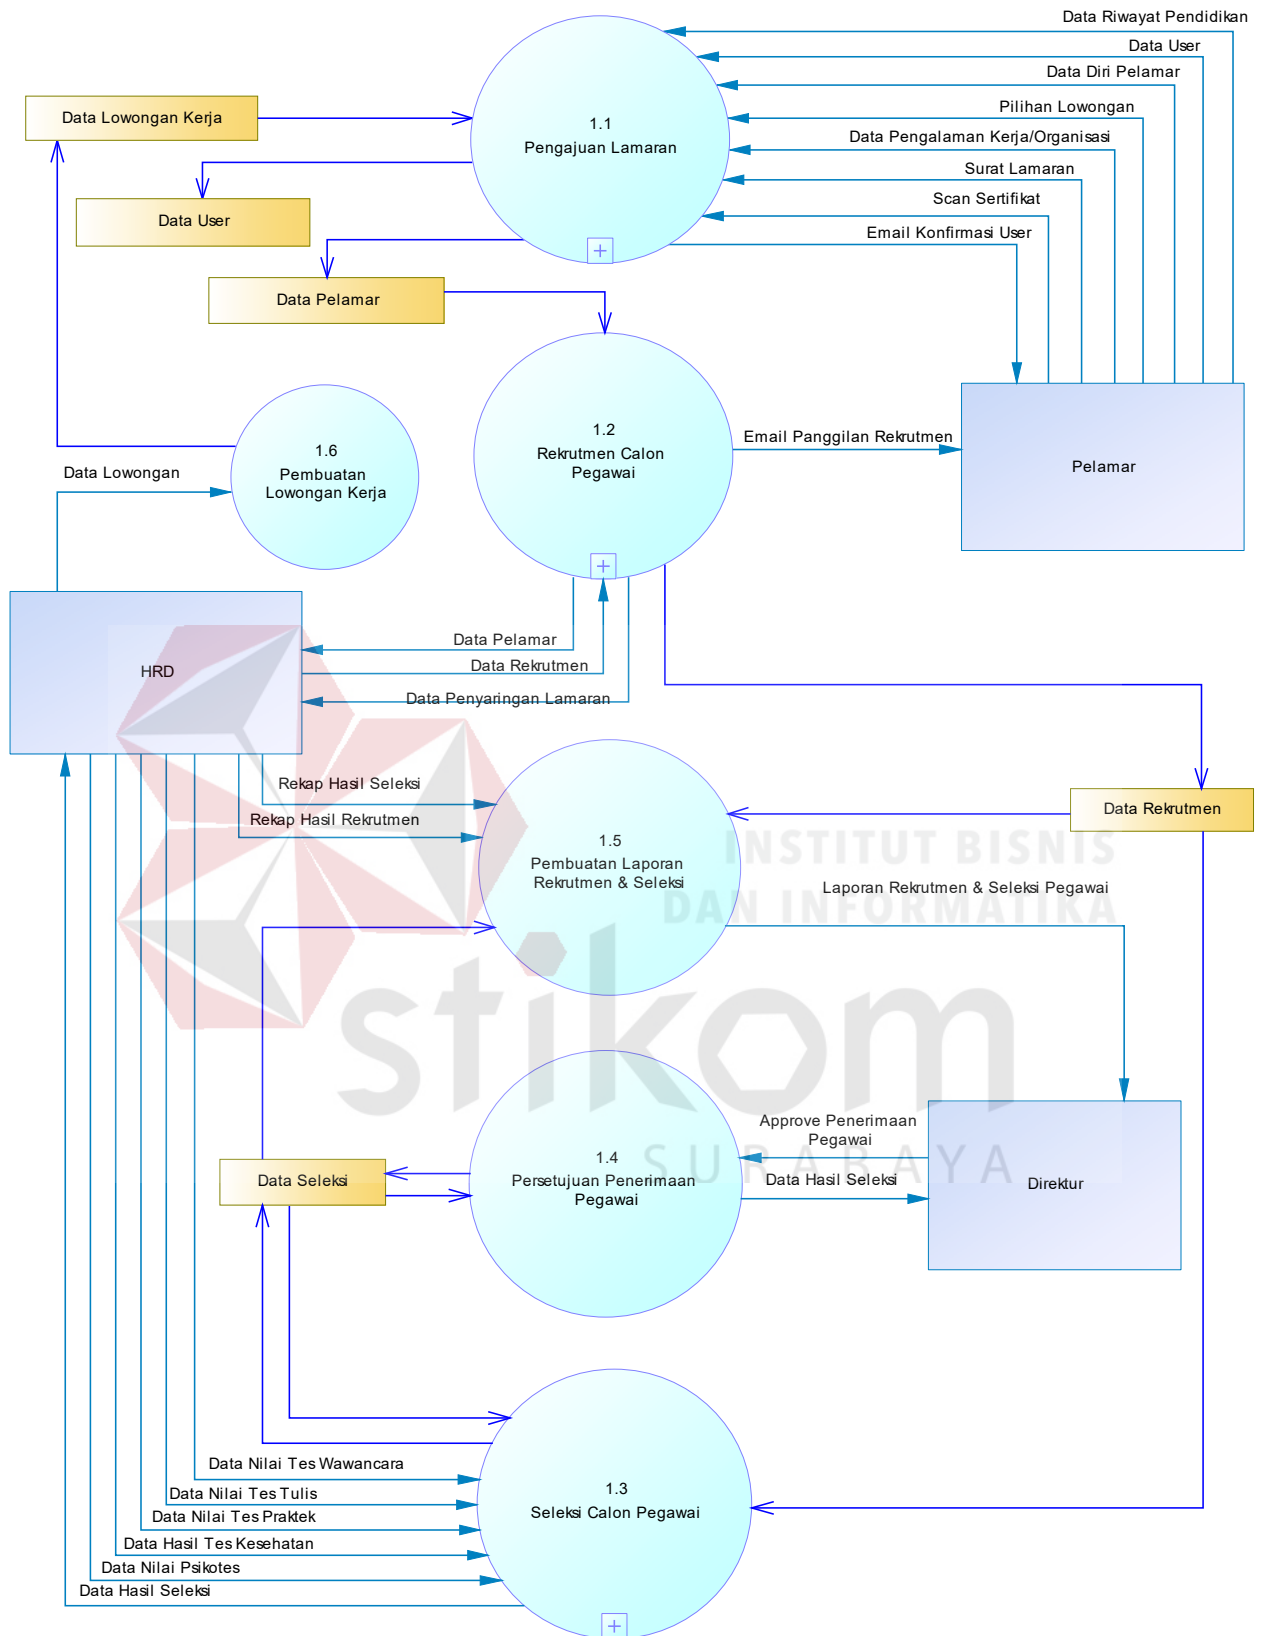 Data Riwayat Pendidikan
Data User
Data Diri Pelamar
Pilihan Lowongan
Data Pengalaman Kerja/Organisasi
Surat Lamaran
Scan Sertifikat
Email Konfirmasi User
Data Lowongan Kerja
1.1
Pengajuan Lamaran
Data User
Data Pelamar
1.2
Rekrutmen Calon
Pegawai
Email Panggilan Rekrutmen
Pelamar
1.6
Pembuatan
Lowongan Kerja
Data Lowongan
HRD
Data Pelamar
Data Rekrutmen
Data Penyaringan Lamaran
Rekap Hasil Seleksi
Rekap Hasil Rekrutmen
1.5
Pembuatan Laporan
Rekrutmen & Seleksi
Data Rekrutmen
INSTITUT BISNIS
DAN INFORMATIKA
Laporan Rekrutmen & Seleksi Pegawai
stikom
SURABAYA
Approve Penerimaan
Pegawai
1.4
Persetujuan Penerimaan
Pegawai
Data Hasil Seleksi
Data Seleksi
Direktur
Data Nilai Tes Wawancara
Data Nilai Tes Tulis
Data Nilai Tes Praktek
Data Hasil Tes Kesehatan
Data Nilai Psikotes
Data Hasil Seleksi
1.3
Seleksi Calon Pegawai